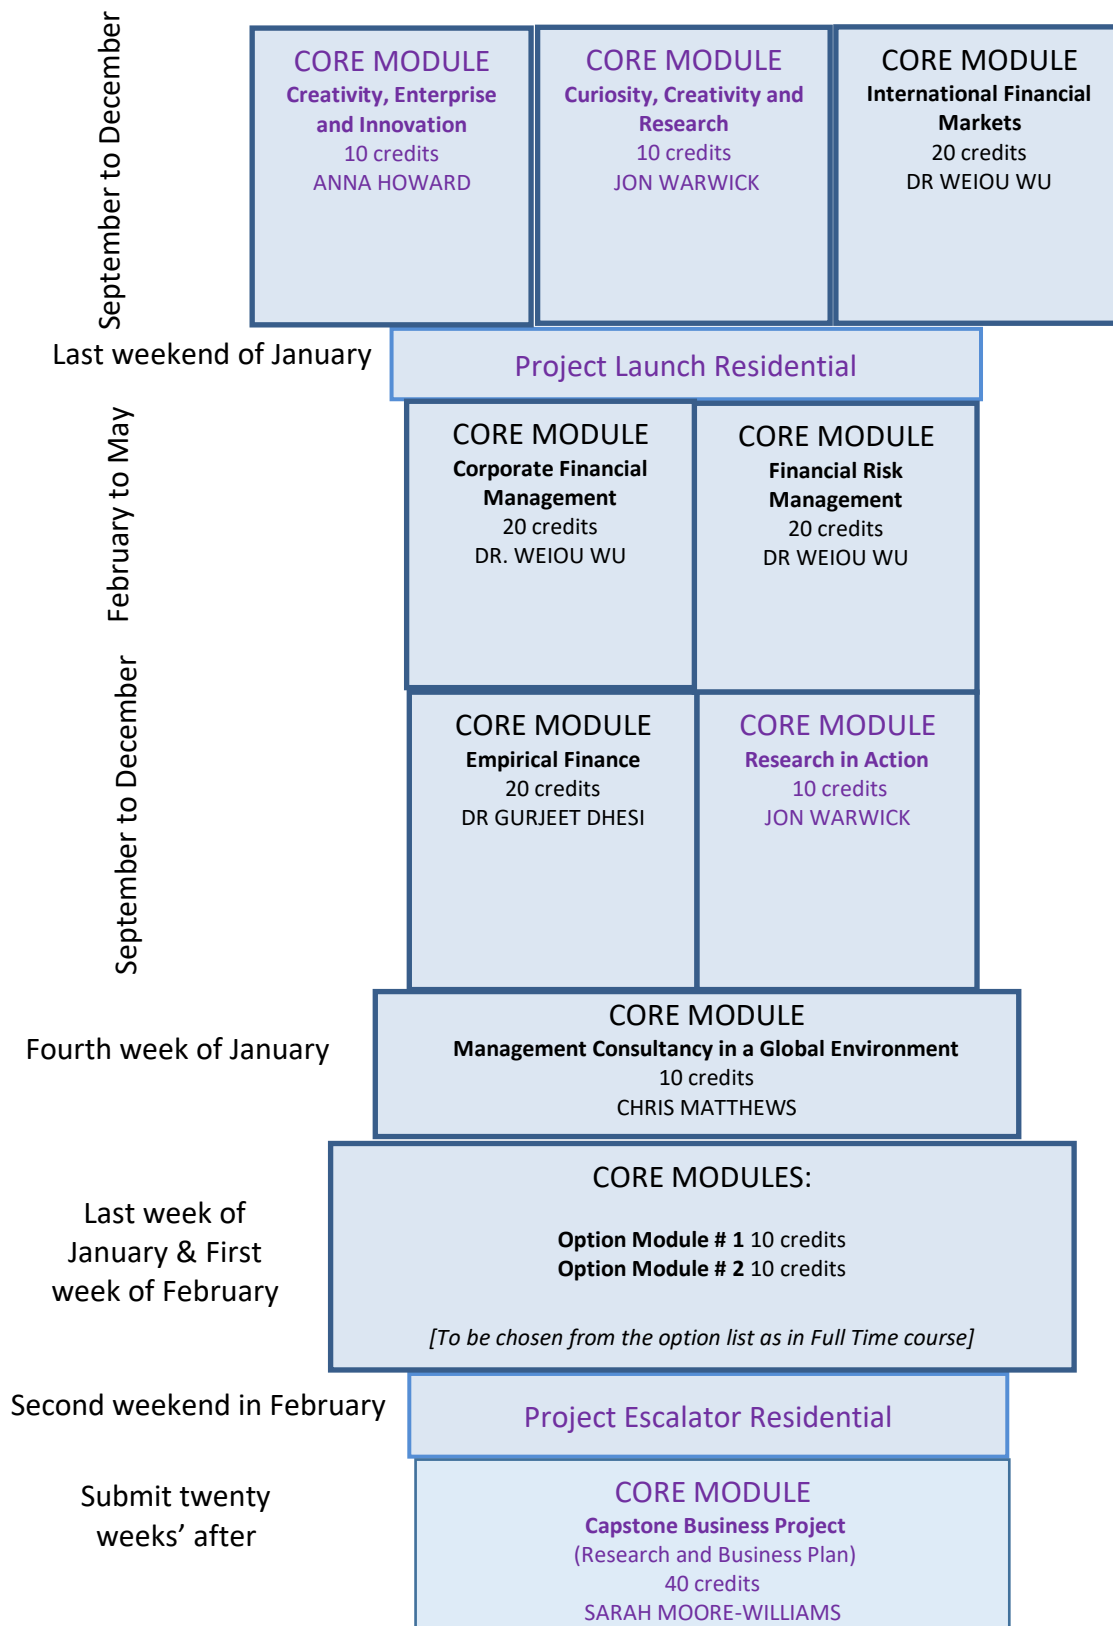 September to December
CORE MODULE
Creativity, Enterprise
and Innovation
10 credits
ANNA HOWARD
CORE MODULE
Curiosity, Creativity and
Research
10 credits
JON WARWICK
CORE MODULE
International Financial
Markets
20 credits
DR WEIOU WU
Last weekend of January
Project Launch Residential
February to May
CORE MODULE
Corporate Financial
Management
20 credits
DR. WEIOU WU
CORE MODULE
Financial Risk
Management
20 credits
DR WEIOU WU
September to December
CORE MODULE
Empirical Finance
20 credits
DR GURJEET DHESI
CORE MODULE
Research in Action
10 credits
JON WARWICK
Fourth week of January
CORE MODULE
Management Consultancy in a Global Environment
10 credits
CHRIS MATTHEWS
Last week of
January & First
week of February
CORE MODULES:
Option Module # 1 10 credits
Option Module # 2 10 credits
[To be chosen from the option list as in Full Time course]
Second weekend in February
Project Escalator Residential
Submit twenty
weeks’ after
CORE MODULE
Capstone Business Project
(Research and Business Plan)
40 credits
SARAH MOORE-WILLIAMS